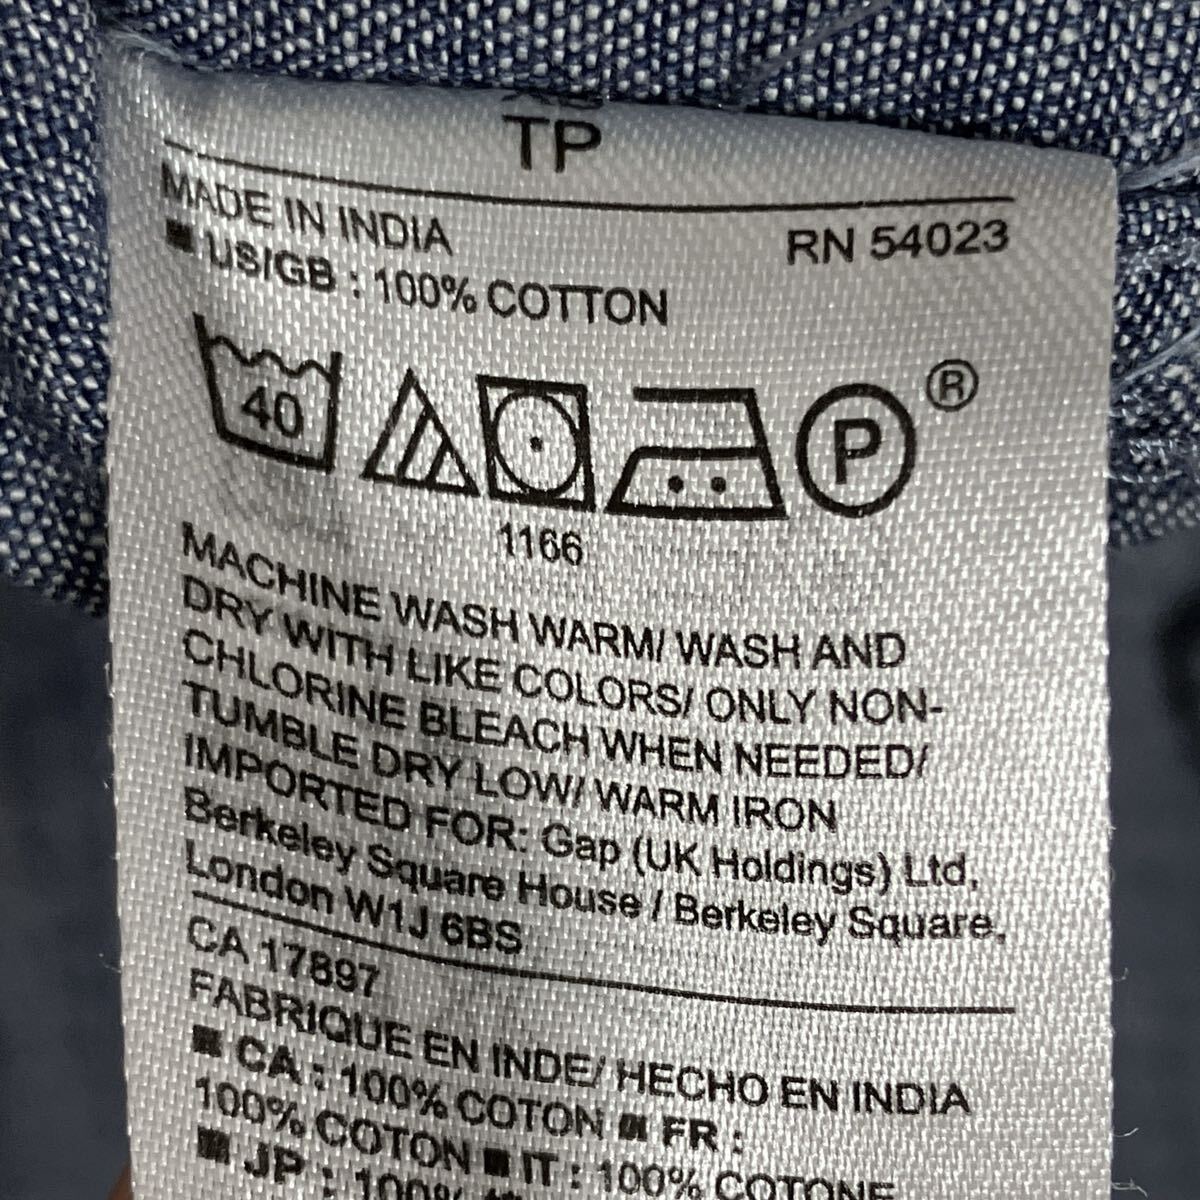 TP
MADE IN INDIA RN 54023
■ US/GB : 100% COTTON
40 P ®
1166
MACHINE WASH WARM/ WASH AND
DRY WITH LIKE COLORS/ ONLY NON-
CHLORINE BLEACH WHEN NEEDED/
TUMBLE DRY LOW/ WARM IRON
IMPORTED FOR: Gap (UK Holdings) Ltd,
Berkeley Square House / Berkeley Square,
London W1J 6BS
CA 17897
FABRIQUE EN INDE/ HECHO EN INDIA
■ CA : 100% COTON ■ FR :
100% COTON ■ IT : 100% COTONE
■ JP : 100%